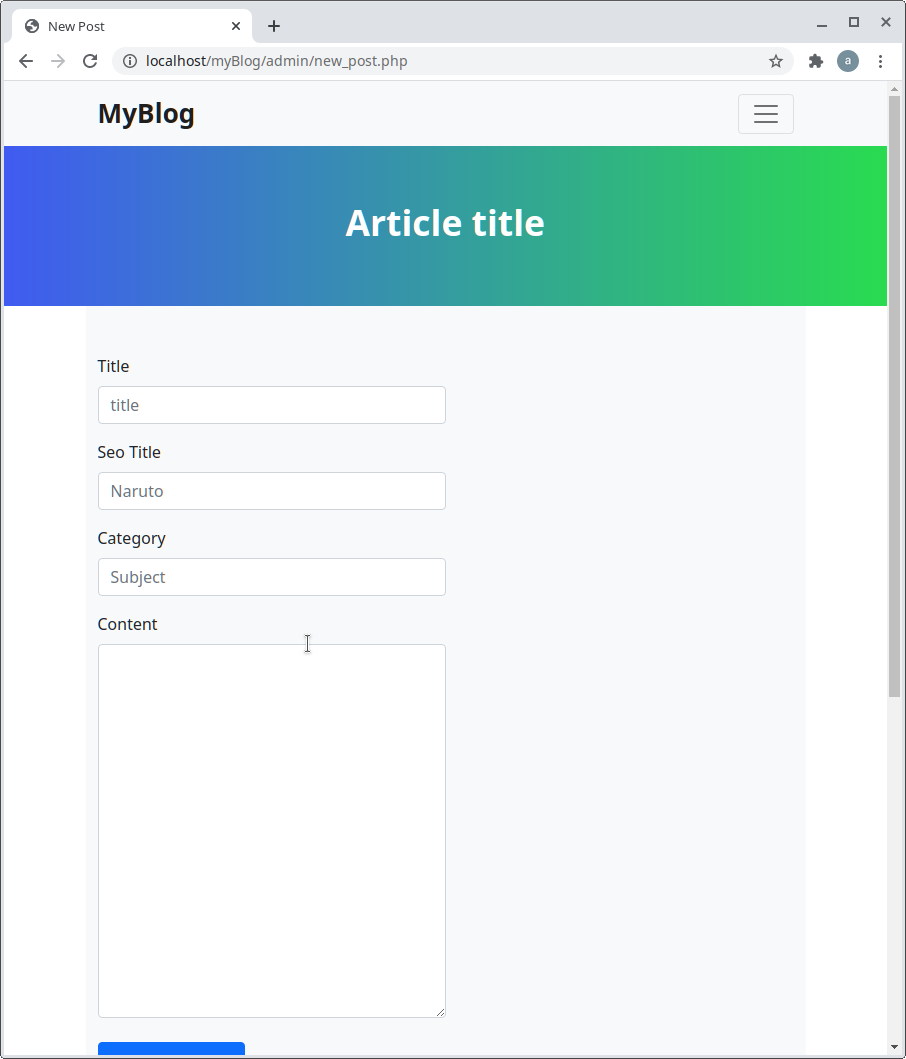 New Post
localhost/myBlog/admin/new_post.php
a
MyBlog
Article title
Title
title
Seo Title
Naruto
Category
Subject
Content